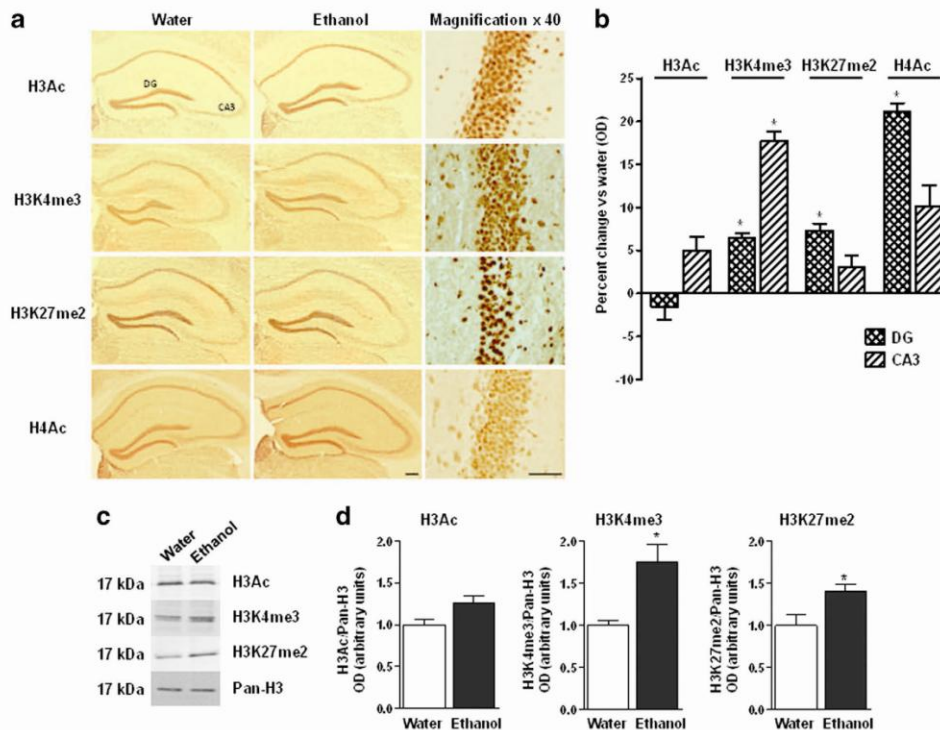 a
Water Ethanol Magnification x 40
H3Ac
DG
CA3
H3K4me3
H3K27me2
H4Ac
b
H3Ac H3K4me3 H3K27me2 H4Ac
Percent change vs water (OD)
25
20
15
10
5
0
-5
-10
* * * *
DG
CA3
c
Water Ethanol
17 kDa H3Ac
17 kDa H3K4me3
17 kDa H3K27me2
17 kDa Pan-H3
d
H3Ac
H3Ac/Pan-H3
OD (arbitrary units)
2.0
1.5
1.0
0.5
0.0
Water Ethanol
H3K4me3
H3K4me3/Pan-H3
OD (arbitrary units)
2.0
1.5
1.0
0.5
0.0
*
Water Ethanol
H3K27me2
H3K27me2/Pan-H3
OD (arbitrary units)
2.0
1.5
1.0
0.5
0.0
*
Water Ethanol